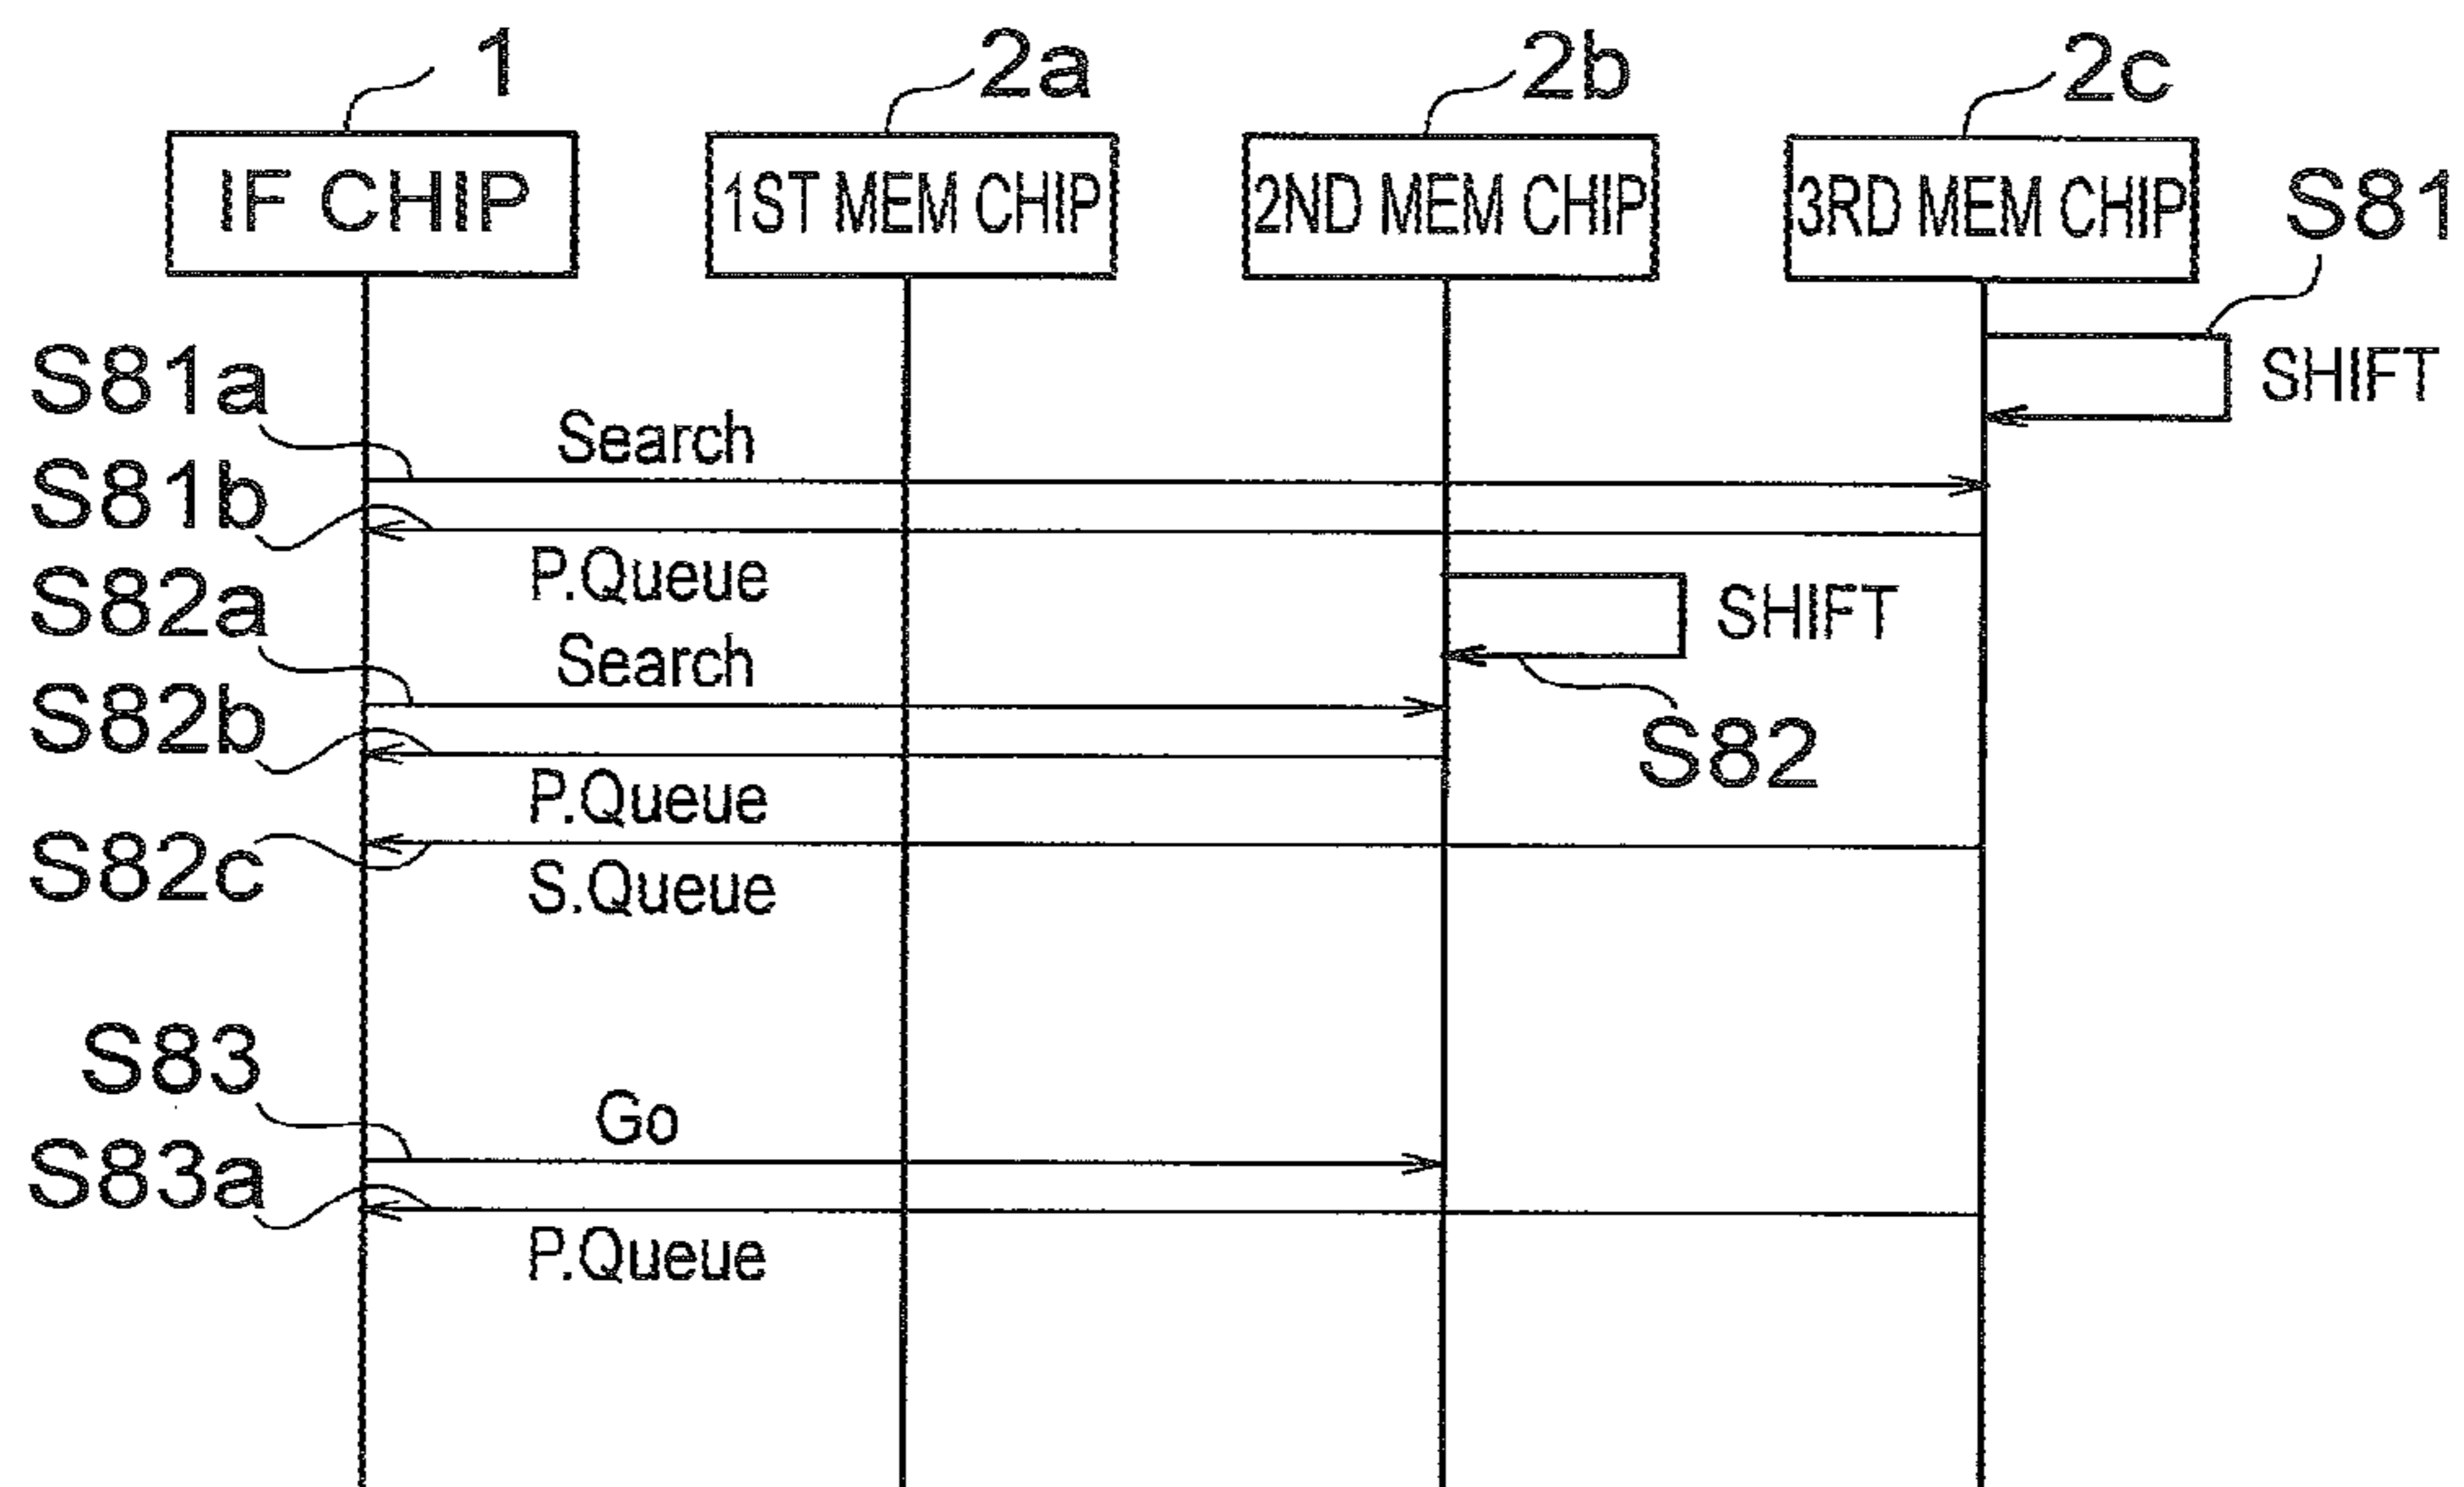 1
2a
2b
2c
IF CHIP
1ST MEM CHIP
2ND MEM CHIP
3RD MEM CHIP
S81
SHIFT
S81a
Search
S81b
P.Queue
S82a
SHIFT
Search
S82b
S82
P.Queue
S82c
S.Queue
S83
Go
S83a
P.Queue